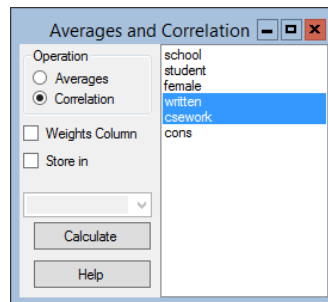 Averages and Correlation
Operation
Averages
Correlation
Weights Column
Store in
Calculate
Help
school
student
female
written
csework
cons